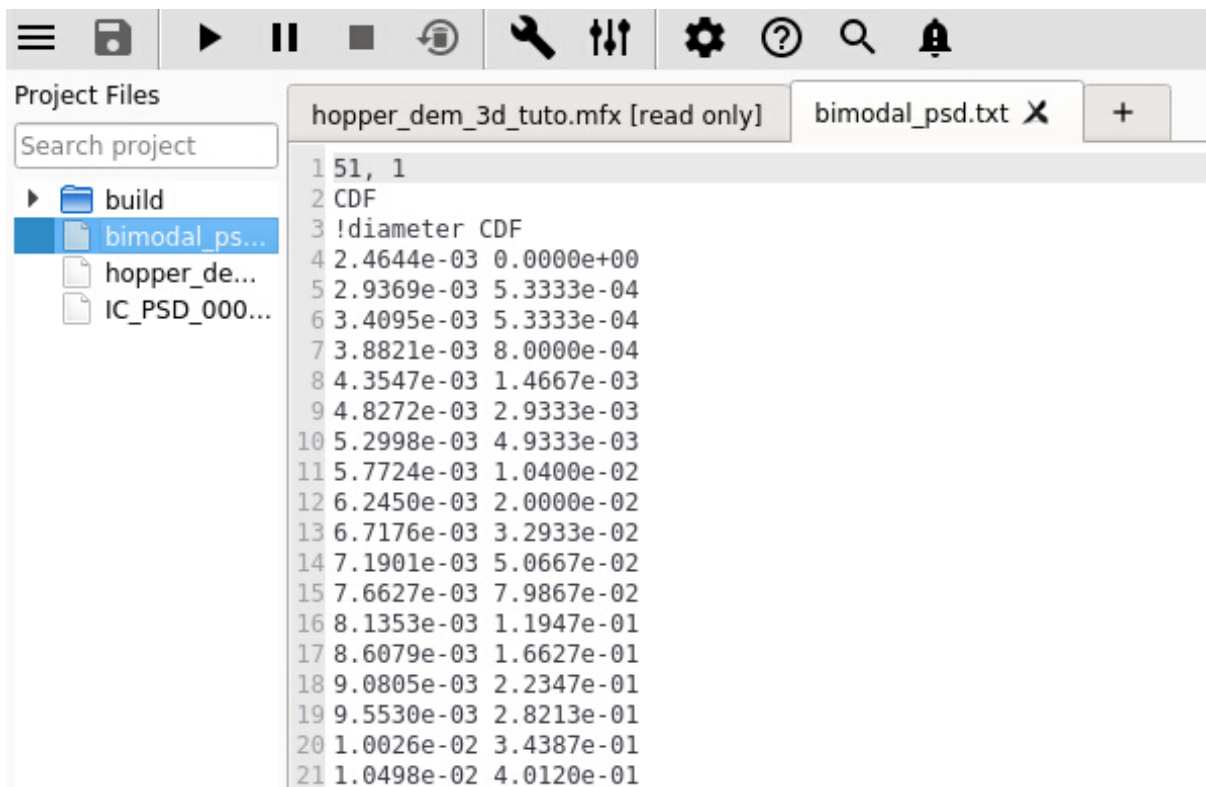 Project Files
Search project
build
bimodal_ps...
hopper_de...
IC_PSD_000...
hopper_dem_3d_tuto.mfx [read only]
bimodal_psd.txt
+
1 51, 1
2 CDF
3 !diameter CDF
4 2.4644e-03 0.0000e+00
5 2.9369e-03 5.3333e-04
6 3.4095e-03 5.3333e-04
7 3.8821e-03 8.0000e-04
8 4.3547e-03 1.4667e-03
9 4.8272e-03 2.9333e-03
10 5.2998e-03 4.9333e-03
11 5.7724e-03 1.0400e-02
12 6.2450e-03 2.0000e-02
13 6.7176e-03 3.2933e-02
14 7.1901e-03 5.0667e-02
15 7.6627e-03 7.9867e-02
16 8.1353e-03 1.1947e-01
17 8.6079e-03 1.6627e-01
18 9.0805e-03 2.2347e-01
19 9.5530e-03 2.8213e-01
20 1.0026e-02 3.4387e-01
21 1.0498e-02 4.0120e-01